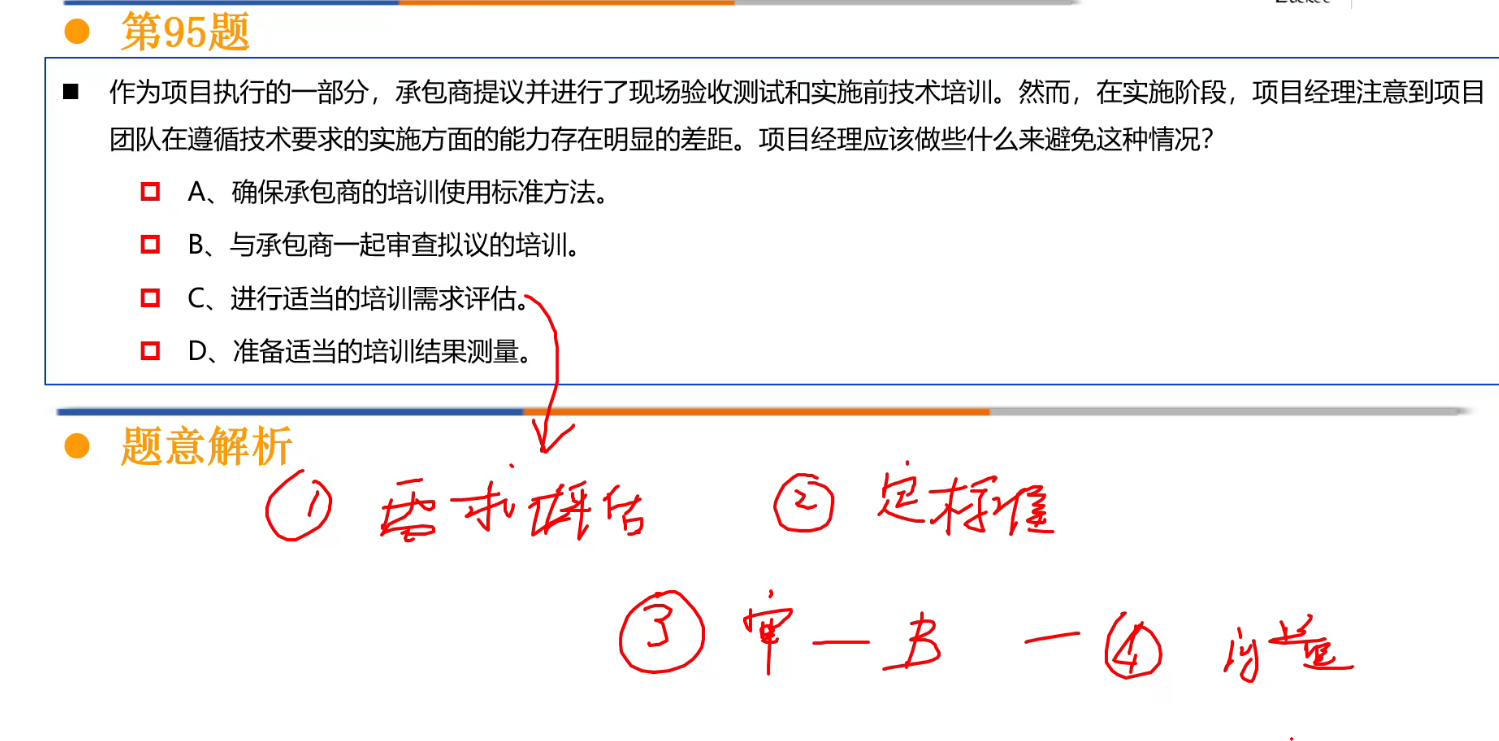 第95题
作为项目执行的一部分，承包商提议并进行了现场验收测试和实施前技术培训。然而，在实施阶段，项目经理注意到项目
团队在遵循技术要求的实施方面的能力存在明显的差距。项目经理应该做些什么来避免这种情况？
A、确保承包商的培训使用标准方法。
B、与承包商一起审查拟议的培训。
C、进行适当的培训需求评估。
D、准备适当的培训结果测量。
题意解析
① 需求评估 ② 定标准
③ 审 — B — ④ 测量